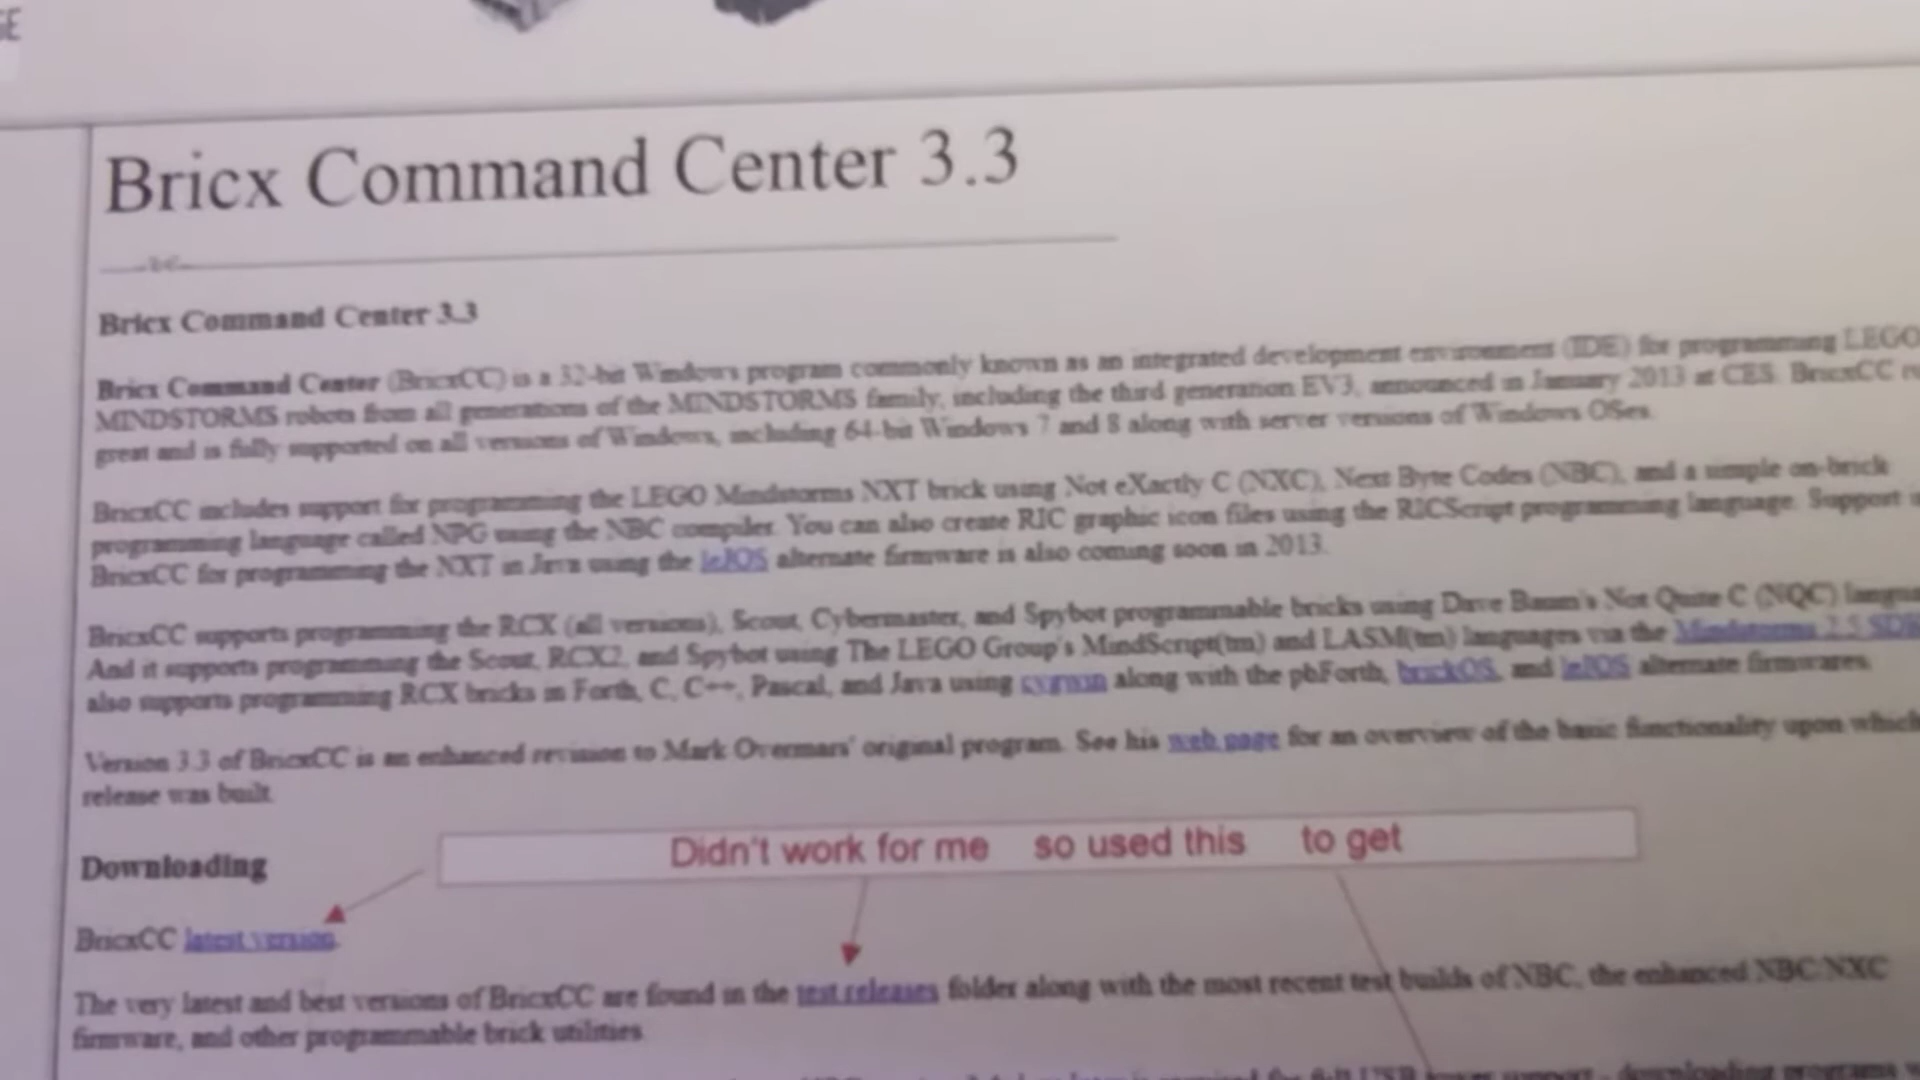 GE
Bricx Command Center 3.3
Bricx Command Center 3.3
Bricx Command Center (BricxCC) is a 32-bit Windows program commonly known as an integrated development environment (IDE) for programming LEGO
MINDSTORMS robots from all generations of the MINDSTORMS family, including the third generation EV3, announced in January 2013 at CES. BricxCC
great and is fully supported on all versions of Windows, including 64-bit Windows 7 and 8 along with server versions of Windows OSes.
BricxCC includes support for programming the LEGO Mindstorms NXT brick using Not eXactly C (NXC), Next Byte Codes (NBC), and a simple on-brick
programming language called NPG using the NBC compiler. You can also create RIC graphic icon files using the RICScript programming language. Support
BricxCC for programming the NXT in Java using the leJOS alternate firmware is also coming soon in 2013.
BricxCC supports programming the RCX (all versions), Scout, Cybermaster, and Spybot programmable bricks using Dave Baum's Not Quite C (NQC)
And it supports programming the Scout, RCX2, and Spybot using The LEGO Group's MindScript(tm) and LASM(tm) languages via the Mindstorms 2.5 SDK
also supports programming RCX bricks in Forth, C, C++, Pascal, and Java using cygwin along with the pbForth, brickOS, and leJOS alternate firmwares.
Version 3.3 of BricxCC is an enhanced revision to Mark Overmars' original program. See his web page for an overview of the basic functionality upon which
release was built.
Didn't work for me so used this to get
Downloading
BricxCC latest version.
The very latest and best versions of BricxCC are found in the test releases folder along with the most recent test builds of NBC, the enhanced NBC/NXC
firmware, and other programmable brick utilities.